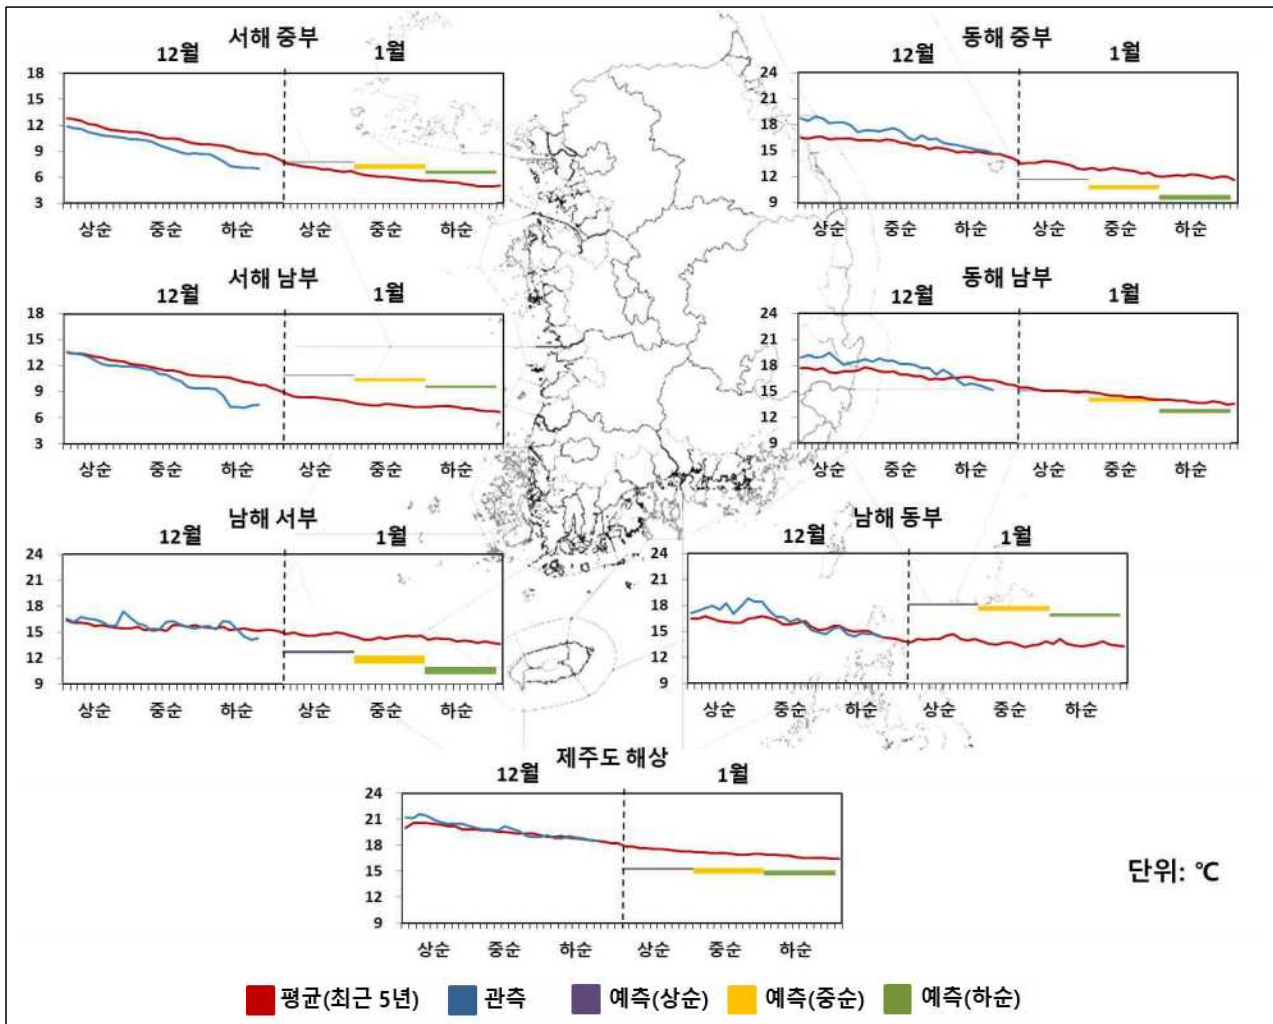 서해 중부
12월 1월
18
15
12
9
6
3
상순 중순 하순 상순 중순 하순
동해 중부
12월 1월
24
21
18
15
12
9
상순 중순 하순 상순 중순 하순
서해 남부
12월 1월
18
15
12
9
6
3
상순 중순 하순 상순 중순 하순
동해 남부
12월 1월
24
21
18
15
12
9
상순 중순 하순 상순 중순 하순
남해 서부
12월 1월
24
21
18
15
12
9
상순 중순 하순 상순 중순 하순
남해 동부
12월 1월
24
21
18
15
12
9
상순 중순 하순 상순 중순 하순
제주도 해상
12월 1월
24
21
18
15
12
9
상순 중순 하순 상순 중순 하순
단위: ℃
평균(최근 5년) 관측 예측(상순) 예측(중순) 예측(하순)